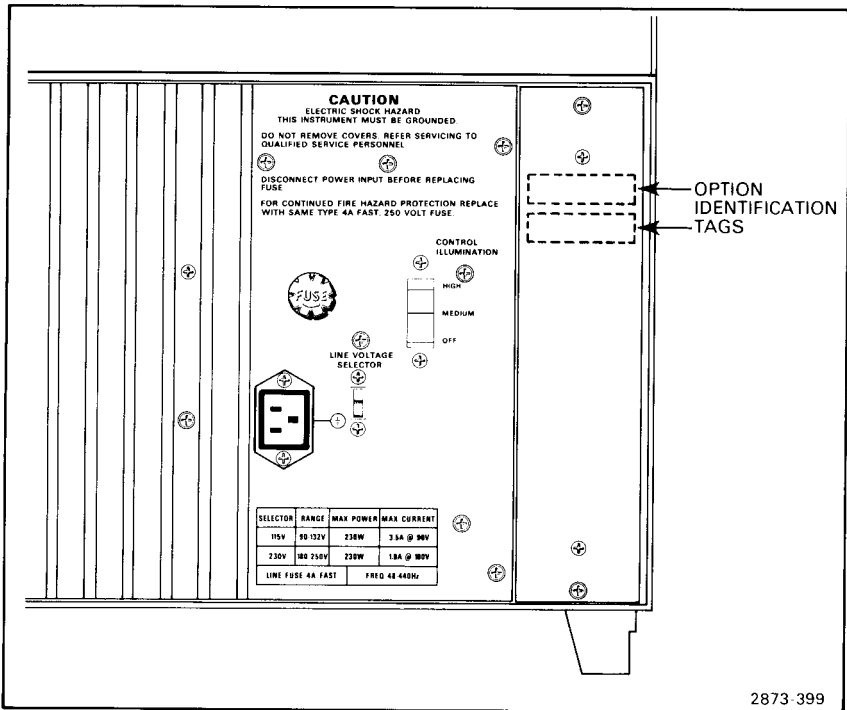 CAUTION
ELECTRIC SHOCK HAZARD
THIS INSTRUMENT MUST BE GROUNDED.
DO NOT REMOVE COVERS. REFER SERVICING TO
QUALIFIED SERVICE PERSONNEL
DISCONNECT POWER INPUT BEFORE REPLACING
FUSE
FOR CONTINUED FIRE HAZARD PROTECTION REPLACE
WITH SAME TYPE 4A FAST, 250 VOLT FUSE.
OPTION
IDENTIFICATION
TAGS
CONTROL
ILLUMINATION
HIGH
MEDIUM
OFF
FUSE
LINE VOLTAGE
SELECTOR
SELECTOR RANGE MAX POWER MAX CURRENT
115V 90-132V 230W 3.5A @ 90V
230V 180-250V 230W 1.8A @ 180V
LINE FUSE 4A FAST FREQ 48-440Hz
2873-399